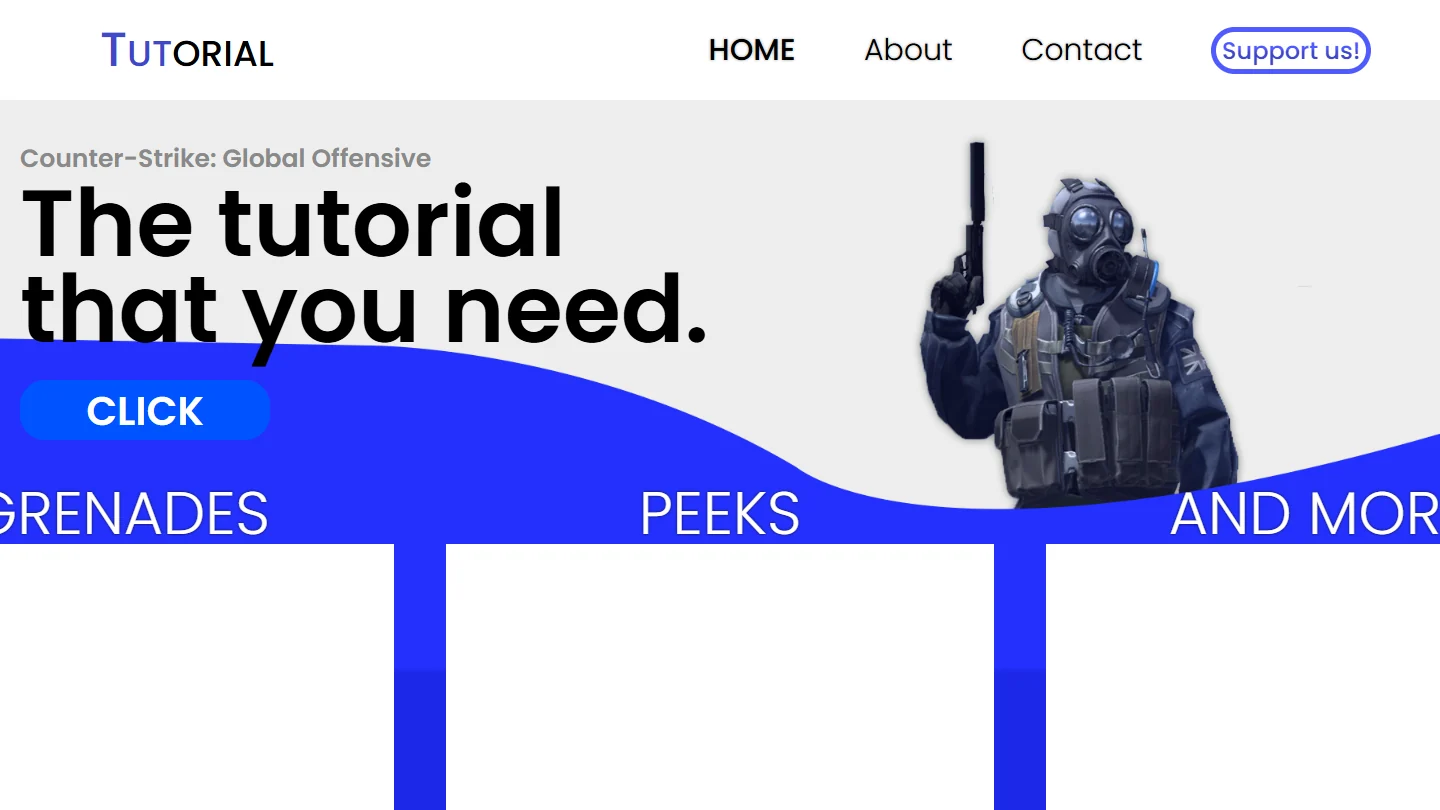 TUTORIAL
HOME About Contact Support us!
Counter-Strike: Global Offensive
The tutorial
that you need.
CLICK
GRENADES PEEKS AND MOR